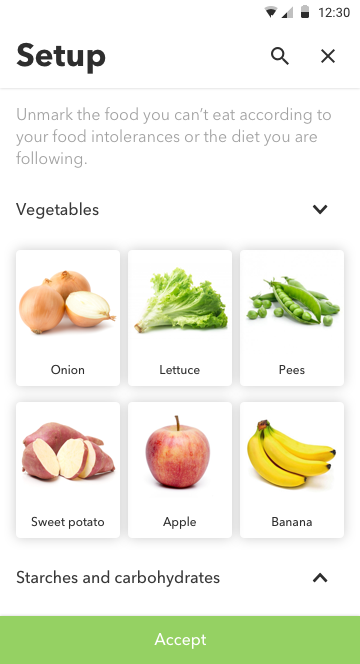 12:30
Setup
Unmark the food you can't eat according to
your food intolerances or the diet you are
following.
Vegetables
Onion
Lettuce
Pees
Sweet potato
Apple
Banana
Starches and carbohydrates
Accept